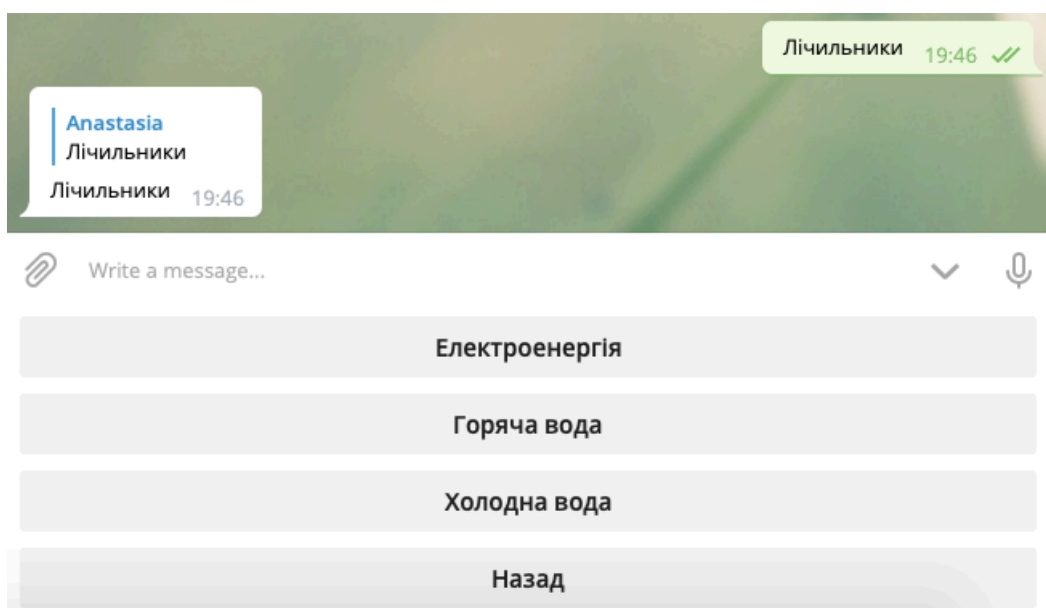 Лічильники 19:46
Anastasia
Лічильники
Лічильники 19:46
Write a message...
Електроенергія
Горяча вода
Холодна вода
Назад